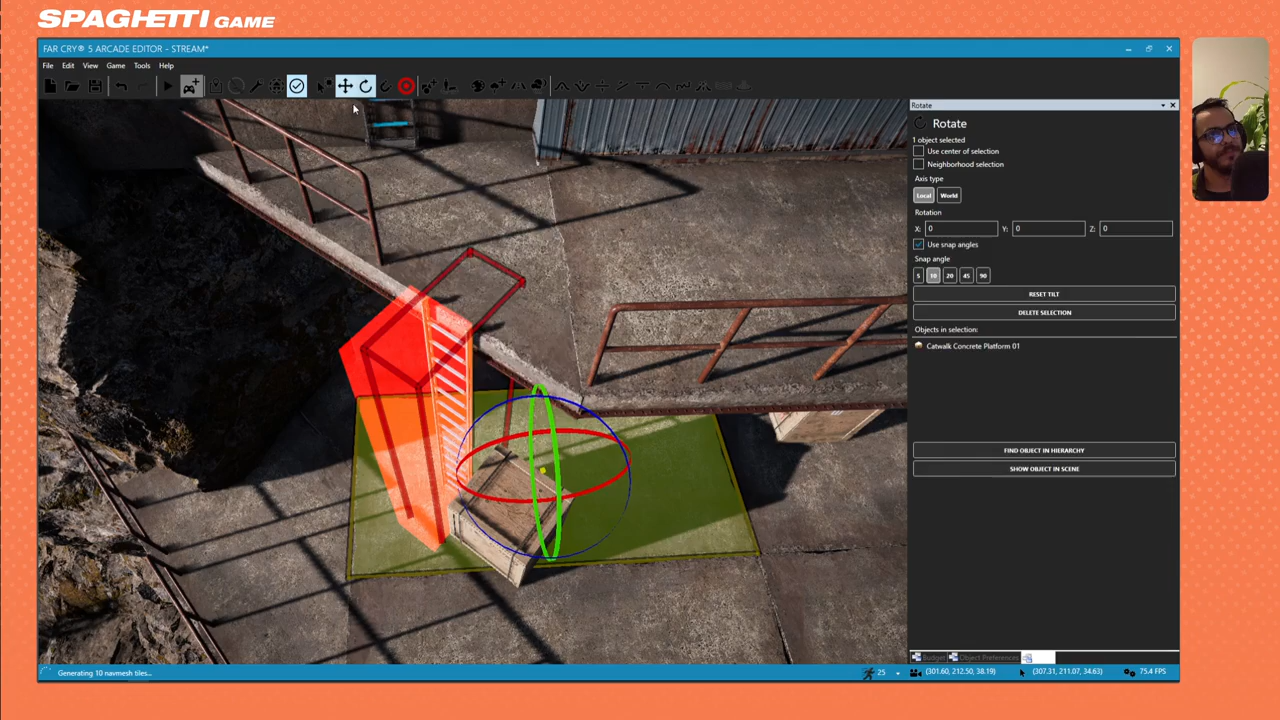 SPAGHETTI GAME
FAR CRY® 5 ARCADE EDITOR - STREAM*
File Edit View Game Tools Help
Rotate
Rotate
1 object selected
Use center of selection
Neighborhood selection
Axis type
Local World
Rotation
X: 0 Y: 0 Z: 0
Use snap angles
Snap angle
5 10 20 45 90
RESET TILT
DELETE SELECTION
Objects in selection:
Catwalk Concrete Platform 01
FIND OBJECT IN HIERARCHY
SHOW OBJECT IN SCENE
Budget Object Preferences
Generating 10 navmesh tiles... 25 (301.60, 212.50, 38.19) (307.31, 211.07, 34.63) 75.4 FPS